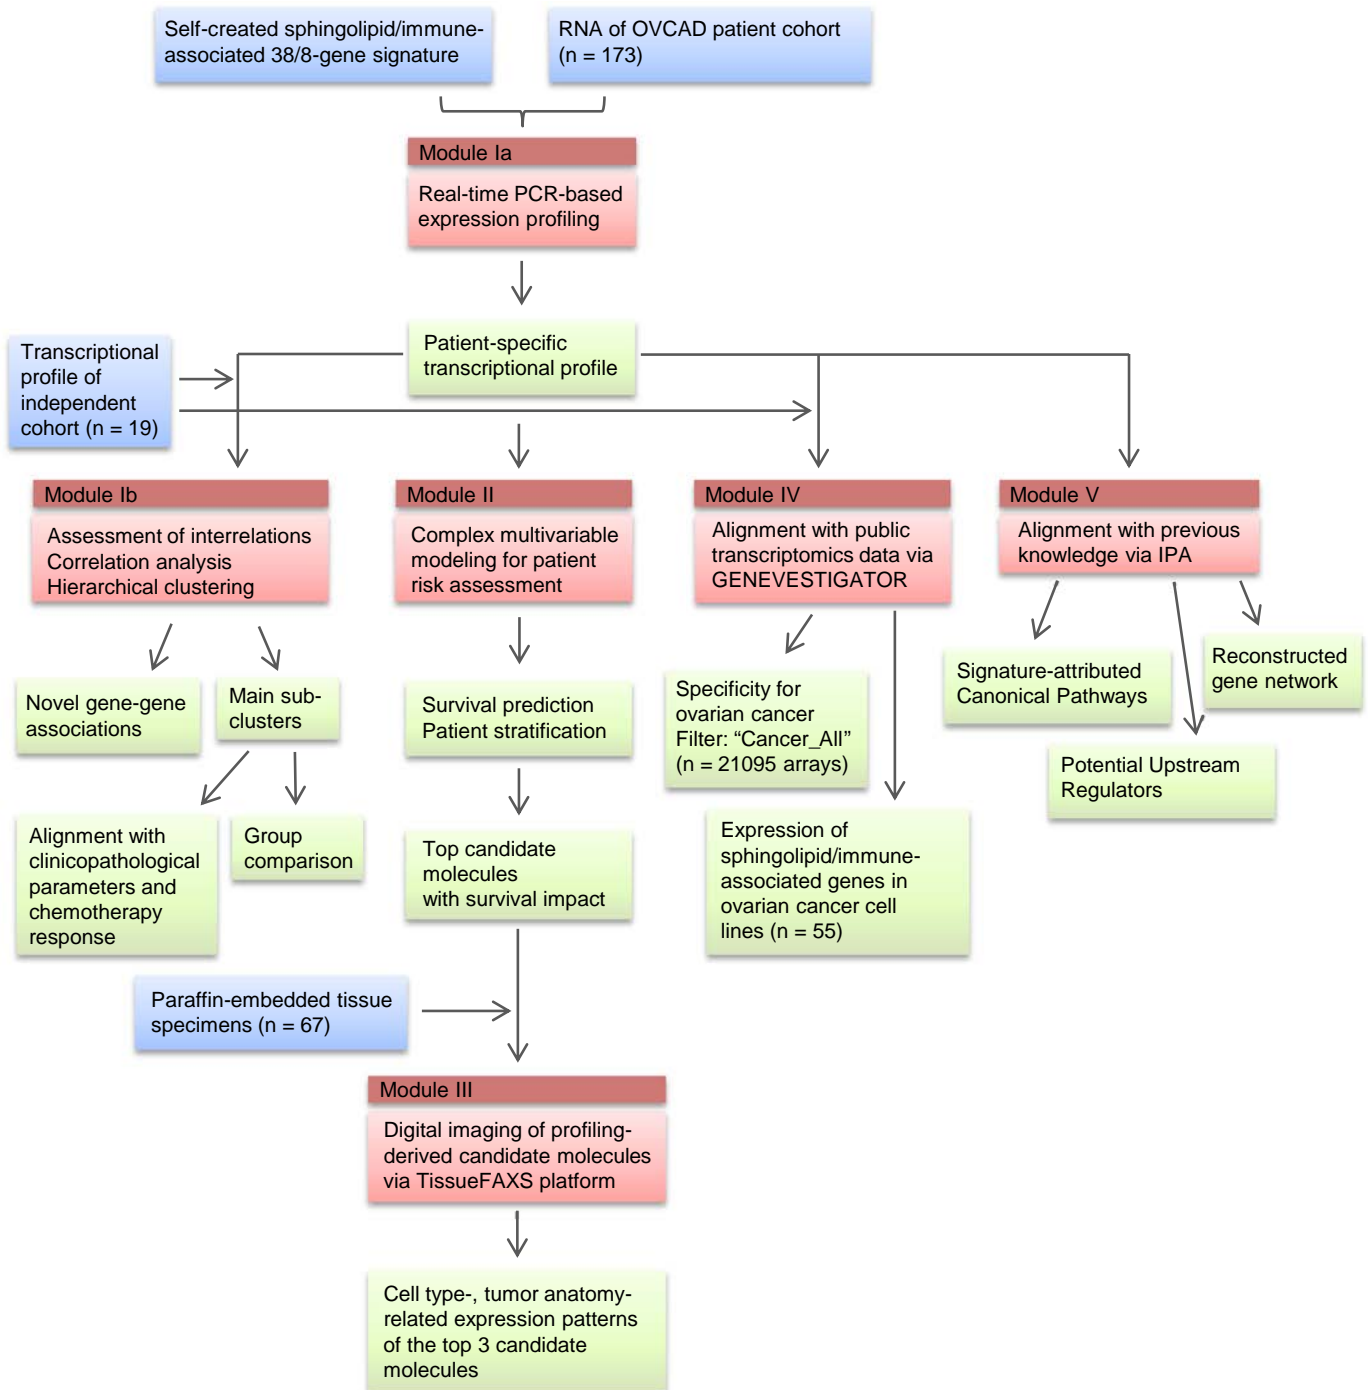 Self-created sphingolipid/immune-
associated 38/8-gene signature
RNA of OVCAD patient cohort
(n = 173)
Module Ia
Real-time PCR-based
expression profiling
Patient-specific
transcriptional profile
Transcriptional
profile of
independent
cohort (n = 19)
Module Ib
Assessment of interrelations
Correlation analysis
Hierarchical clustering
Module II
Complex multivariable
modeling for patient
risk assessment
Module IV
Alignment with public
transcriptomics data via
GENEVESTIGATOR
Module V
Alignment with previous
knowledge via IPA
Novel gene-gene
associations
Main sub-
clusters
Survival prediction
Patient stratification
Specificity for
ovarian cancer
Filter: “Cancer_All”
(n = 21095 arrays)
Signature-attributed
Canonical Pathways
Reconstructed
gene network
Potential Upstream
Regulators
Alignment with
clinicopathological
parameters and
chemotherapy
response
Group
comparison
Top candidate
molecules
with survival impact
Expression of
sphingolipid/immune-
associated genes in
ovarian cancer cell
lines (n = 55)
Paraffin-embedded tissue
specimens (n = 67)
Module III
Digital imaging of profiling-
derived candidate molecules
via TissueFAXS platform
Cell type-, tumor anatomy-
related expression patterns
of the top 3 candidate
molecules